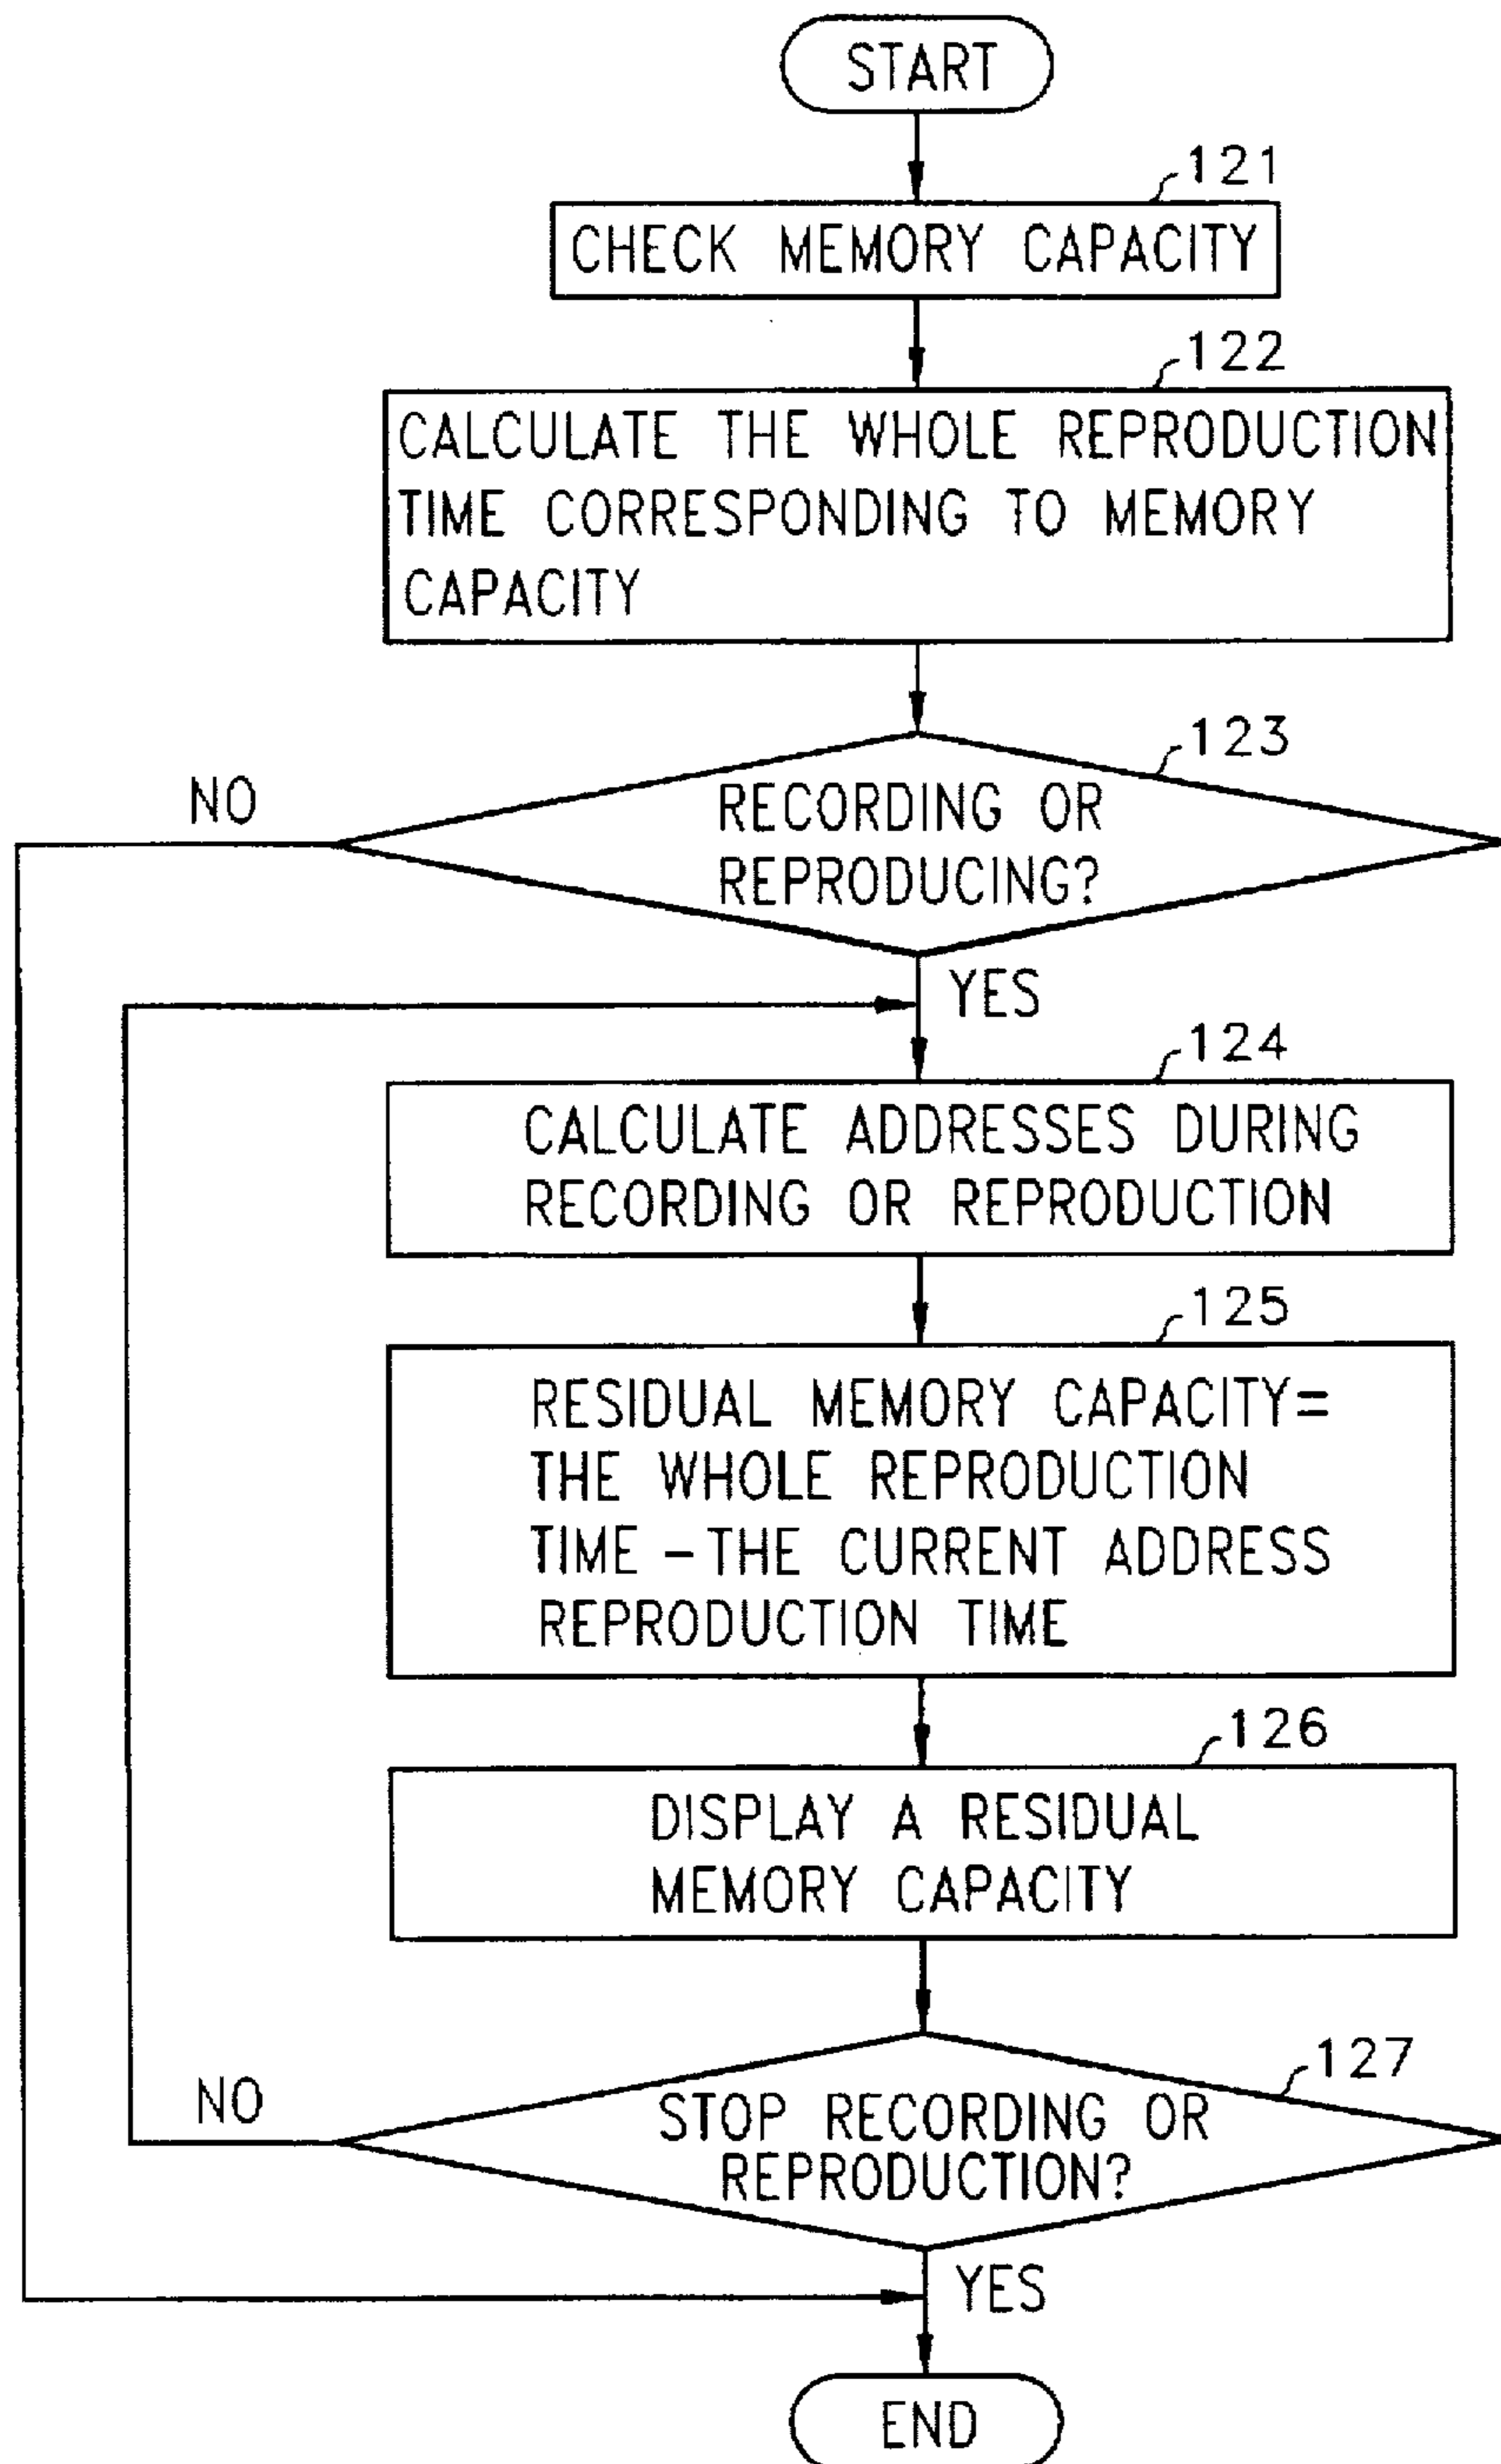 START
121
CHECK MEMORY CAPACITY
122
CALCULATE THE WHOLE REPRODUCTION
TIME CORRESPONDING TO MEMORY
CAPACITY
123
NO
RECORDING OR
REPRODUCING?
YES
124
CALCULATE ADDRESSES DURING
RECORDING OR REPRODUCTION
125
RESIDUAL MEMORY CAPACITY=
THE WHOLE REPRODUCTION
TIME -THE CURRENT ADDRESS
REPRODUCTION TIME
126
DISPLAY A RESIDUAL
MEMORY CAPACITY
127
NO
STOP RECORDING OR
REPRODUCTION?
YES
END